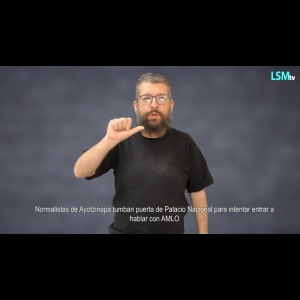 LSMtv
Normalistas de Ayotzinapa tumban puerta de Palacio Nacional para intentar entrar a
hablar con AMLO